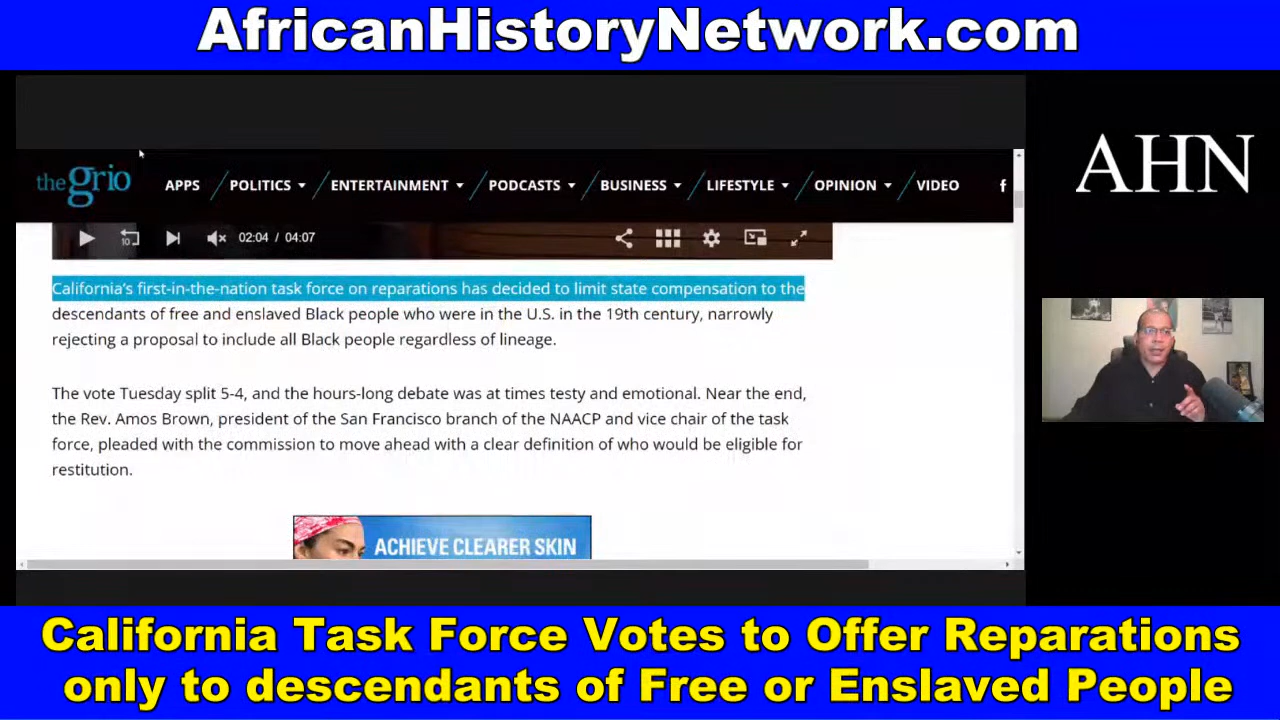 AfricanHistoryNetwork.com
AHN
thegrio
APPS
POLITICS
ENTERTAINMENT
PODCASTS
BUSINESS
LIFESTYLE
OPINION
VIDEO
f
10
02:04 / 04:07
California's first-in-the-nation task force on reparations has decided to limit state compensation to the
descendants of free and enslaved Black people who were in the U.S. in the 19th century, narrowly
rejecting a proposal to include all Black people regardless of lineage.
The vote Tuesday split 5-4, and the hours-long debate was at times testy and emotional. Near the end,
the Rev. Amos Brown, president of the San Francisco branch of the NAACP and vice chair of the task
force, pleaded with the commission to move ahead with a clear definition of who would be eligible for
restitution.
ACHIEVE CLEARER SKIN
California Task Force Votes to Offer Reparations
only to descendants of Free or Enslaved People